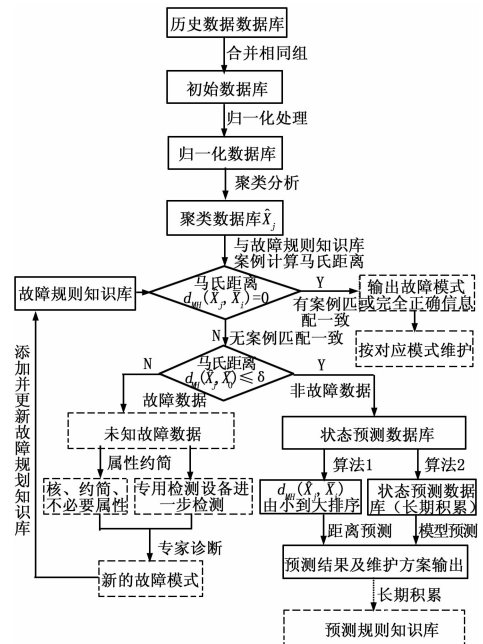 历史数据数据库
合并相同组
初始数据库
归一化处理
归一化数据库
聚类分析
聚类数据库X̂j
与故障规则知识库
案例计算马氏距离
故障规则知识库
马氏距离
dMH(X̂j, X̄i)=0
Y
有案例匹
配一致
输出故障模式
或完全正确信息
按对应模式维护
N
无案例匹配一致
马氏距离
dMH(X̂j, X̄0)≤δ
N
故障数据
Y
非故障数据
添加并更新故障规划知识库
未知故障数据
属性约简
核、约简、
不必要属性
专用检测设备进
一步检测
专家诊断
新的故障模式
状态预测数据库
算法1
算法2
dMH(X̂j, X̄i)
由小到大排序
状态预测数据
库（长期积累）
距离预测
模型预测
预测结果及维护方案输出
长期积累
预测规则知识库